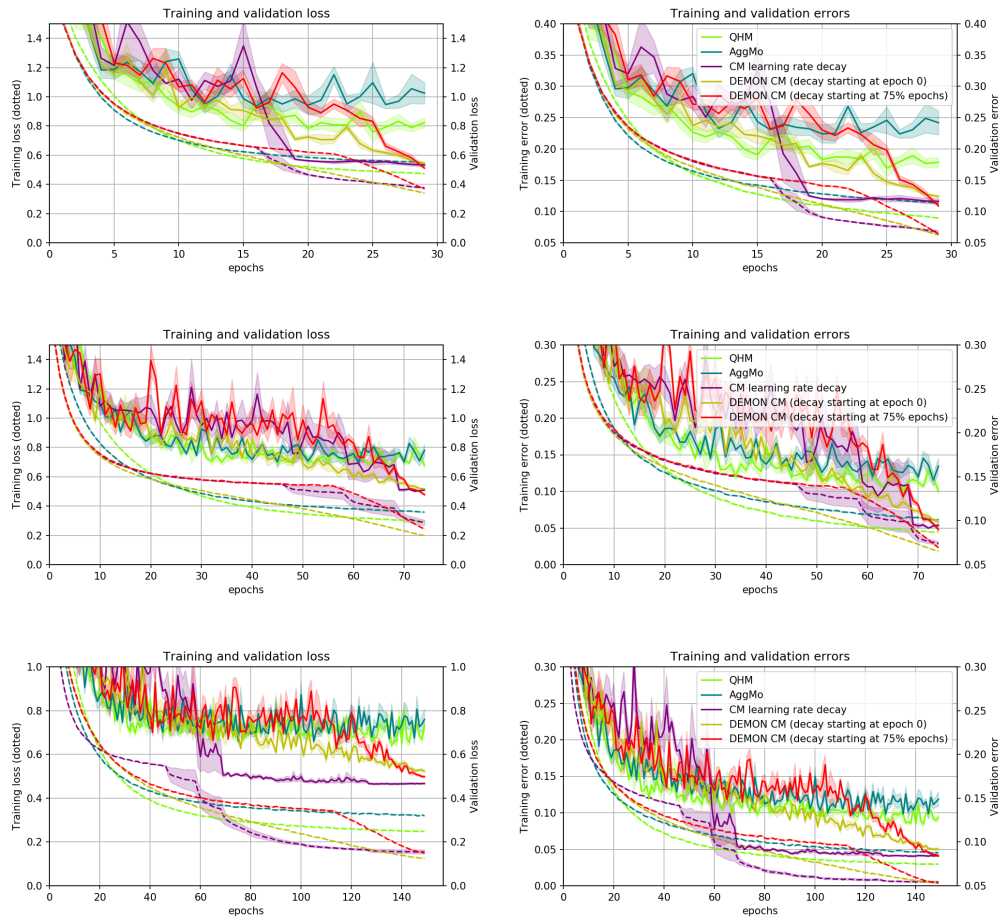 Training and validation loss
Training loss (dotted)
1.4
1.2
1.0
0.8
0.6
0.4
0.2
0.0
0 5 10 15 20 25 30
epochs
1.4
1.2
1.0
0.8
0.6
0.4
0.2
0.0
Validation loss
Training and validation errors
Training error (dotted)
0.40
0.35
0.30
0.25
0.20
0.15
0.10
0.05
QHM
AggMo
CM learning rate decay
DEMON CM (decay starting at epoch 0)
DEMON CM (decay starting at 75% epochs)
0 5 10 15 20 25 30
epochs
0.40
0.35
0.30
0.25
0.20
0.15
0.10
0.05
Validation error
Training and validation loss
Training loss (dotted)
1.4
1.2
1.0
0.8
0.6
0.4
0.2
0.0
0 10 20 30 40 50 60 70
epochs
1.4
1.2
1.0
0.8
0.6
0.4
0.2
0.0
Validation loss
Training and validation errors
Training error (dotted)
0.30
0.25
0.20
0.15
0.10
0.05
0.00
QHM
AggMo
CM learning rate decay
DEMON CM (decay starting at epoch 0)
DEMON CM (decay starting at 75% epochs)
0 10 20 30 40 50 60 70
epochs
0.30
0.25
0.20
0.15
0.10
0.05
Validation error
Training and validation loss
Training loss (dotted)
1.0
0.8
0.6
0.4
0.2
0.0
0 20 40 60 80 100 120 140
epochs
1.0
0.8
0.6
0.4
0.2
0.0
Validation loss
Training and validation errors
Training error (dotted)
0.30
0.25
0.20
0.15
0.10
0.05
0.00
QHM
AggMo
CM learning rate decay
DEMON CM (decay starting at epoch 0)
DEMON CM (decay starting at 75% epochs)
0 20 40 60 80 100 120 140
epochs
0.30
0.25
0.20
0.15
0.10
0.05
Validation error